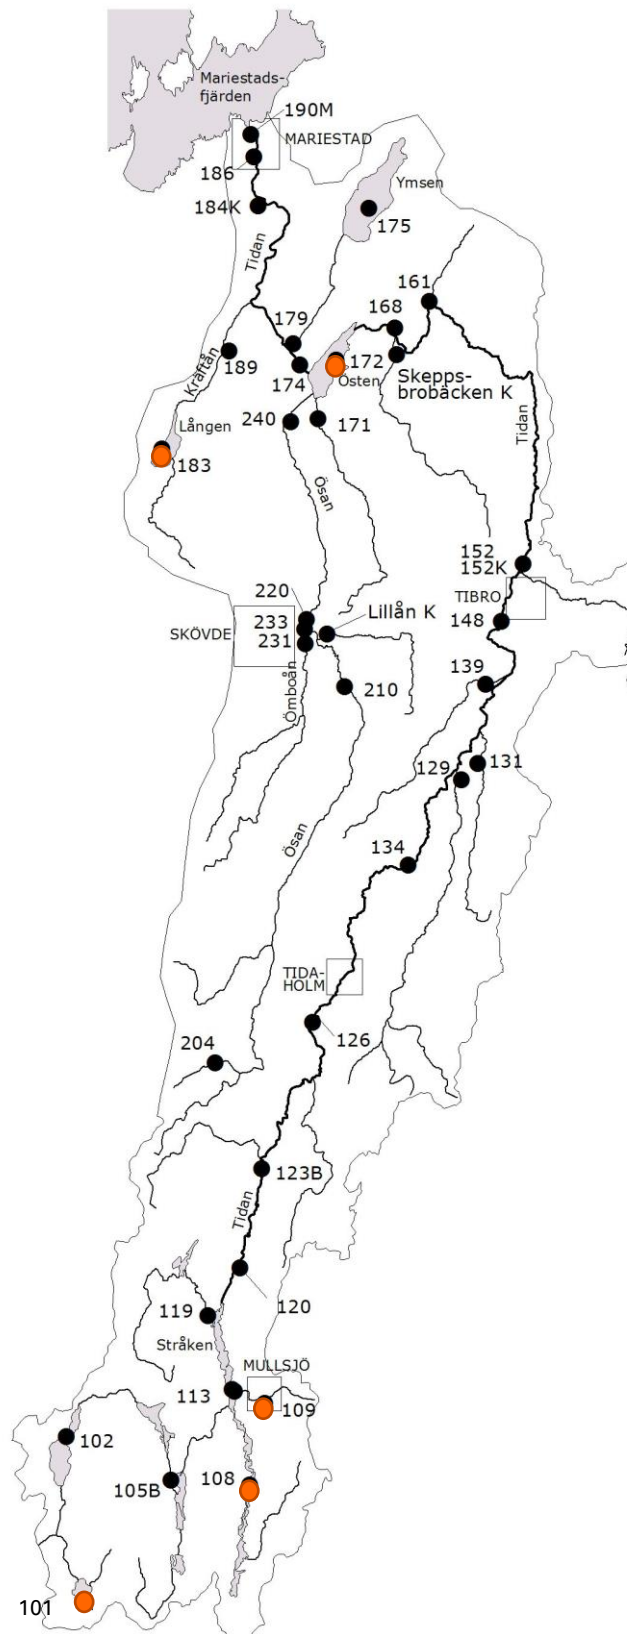 Mariestads-
fjärden
190M
MARIESTAD
186
Ymsen
184K
175
Tidan
161
179
168
172
189
174
Östen
Kräftån
Skepps-
brobäcken K
Lången
240
171
Tidan
183
Ösan
152
152K
220
TIBRO
233
Lillån K
148
SKÖVDE
231
139
Ömboån
210
129
131
Ösan
134
TIDA-
HOLM
126
204
123B
Tidan
120
119
Stråken
MULLSJÖ
113
109
102
105B
108
101